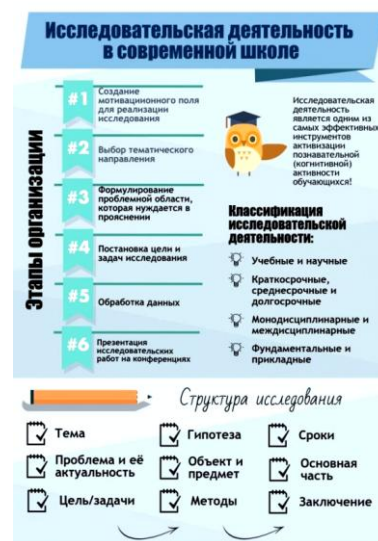 Исследовательская деятельность
в современной школе
Этапы организации
#1
Создание
мотивационного поля
для реализации
исследования
#2
Выбор тематического
направления
#3
Формулирование
проблемной области,
которая нуждается в
прояснении
#4
Постановка цели и
задач исследования
#5
Обработка данных
#6
Презентация
исследовательских
работ на конференциях
Исследовательская
деятельность
является одним из
самых эффективных
инструментов
активизации
познавательной
(когнитивной)
активности
обучающихся!
Классификация
исследовательской
деятельности:
Учебные и научные
Краткосрочные,
среднесрочные и
долгосрочные
Монодисциплинарные и
междисциплинарные
Фундаментальные и
прикладные
Структура исследования
Тема
Проблема и её
актуальность
Цель/задачи
Гипотеза
Объект и
предмет
Методы
Сроки
Основная
часть
Заключение